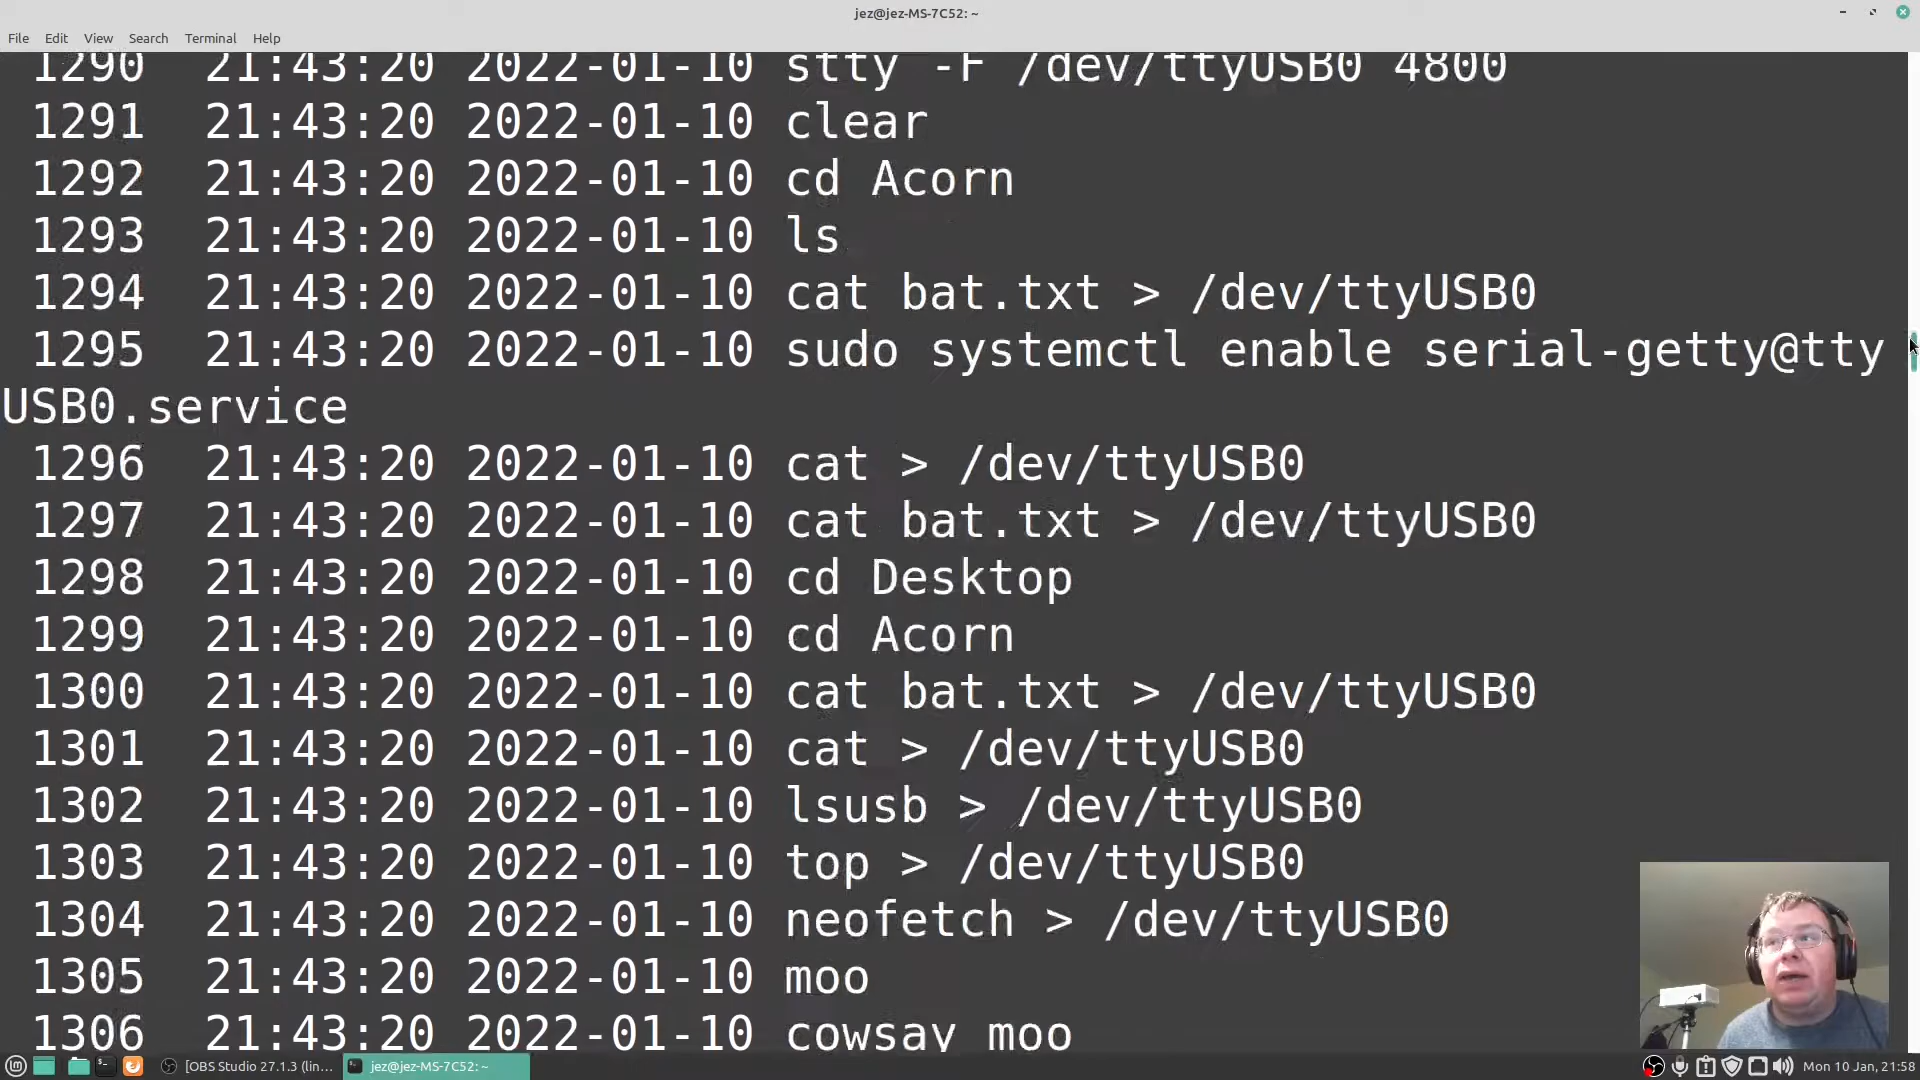 jez@jez-MS-7C52: ~
File Edit View Search Terminal Help
1290 21:43:20 2022-01-10 stty -F /dev/ttyUSB0 4800
1291 21:43:20 2022-01-10 clear
1292 21:43:20 2022-01-10 cd Acorn
1293 21:43:20 2022-01-10 ls
1294 21:43:20 2022-01-10 cat bat.txt > /dev/ttyUSB0
1295 21:43:20 2022-01-10 sudo systemctl enable serial-getty@tty
USB0.service
1296 21:43:20 2022-01-10 cat > /dev/ttyUSB0
1297 21:43:20 2022-01-10 cat bat.txt > /dev/ttyUSB0
1298 21:43:20 2022-01-10 cd Desktop
1299 21:43:20 2022-01-10 cd Acorn
1300 21:43:20 2022-01-10 cat bat.txt > /dev/ttyUSB0
1301 21:43:20 2022-01-10 cat > /dev/ttyUSB0
1302 21:43:20 2022-01-10 lsusb > /dev/ttyUSB0
1303 21:43:20 2022-01-10 top > /dev/ttyUSB0
1304 21:43:20 2022-01-10 neofetch > /dev/ttyUSB0
1305 21:43:20 2022-01-10 moo
1306 21:43:20 2022-01-10 cowsay moo
[OBS Studio 27.1.3 (lin... jez@jez-MS-7C52: ~ Mon 10 Jan, 21:58